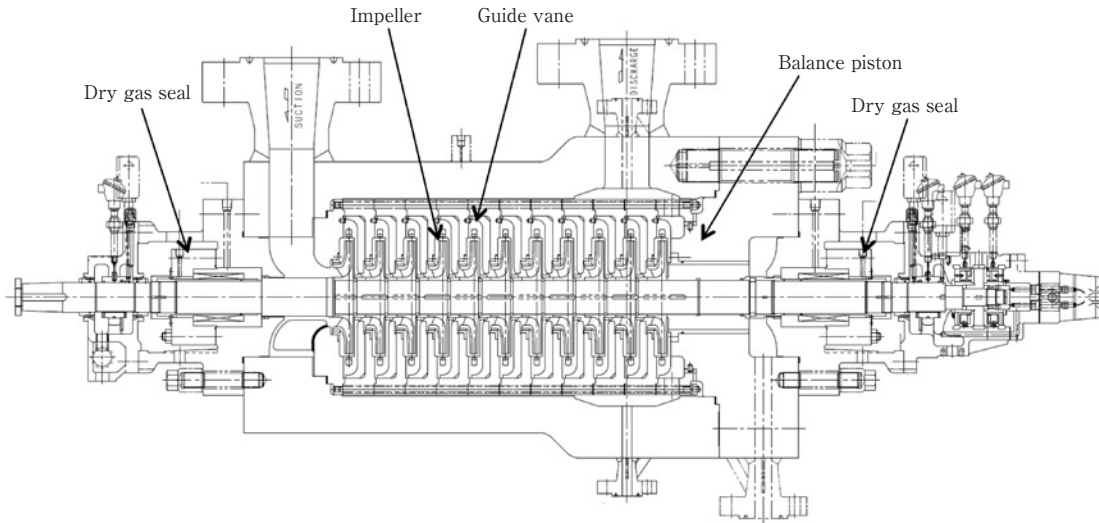 Impeller
Guide vane
Dry gas seal
SUCTION
DISCHARGE
Balance piston
Dry gas seal